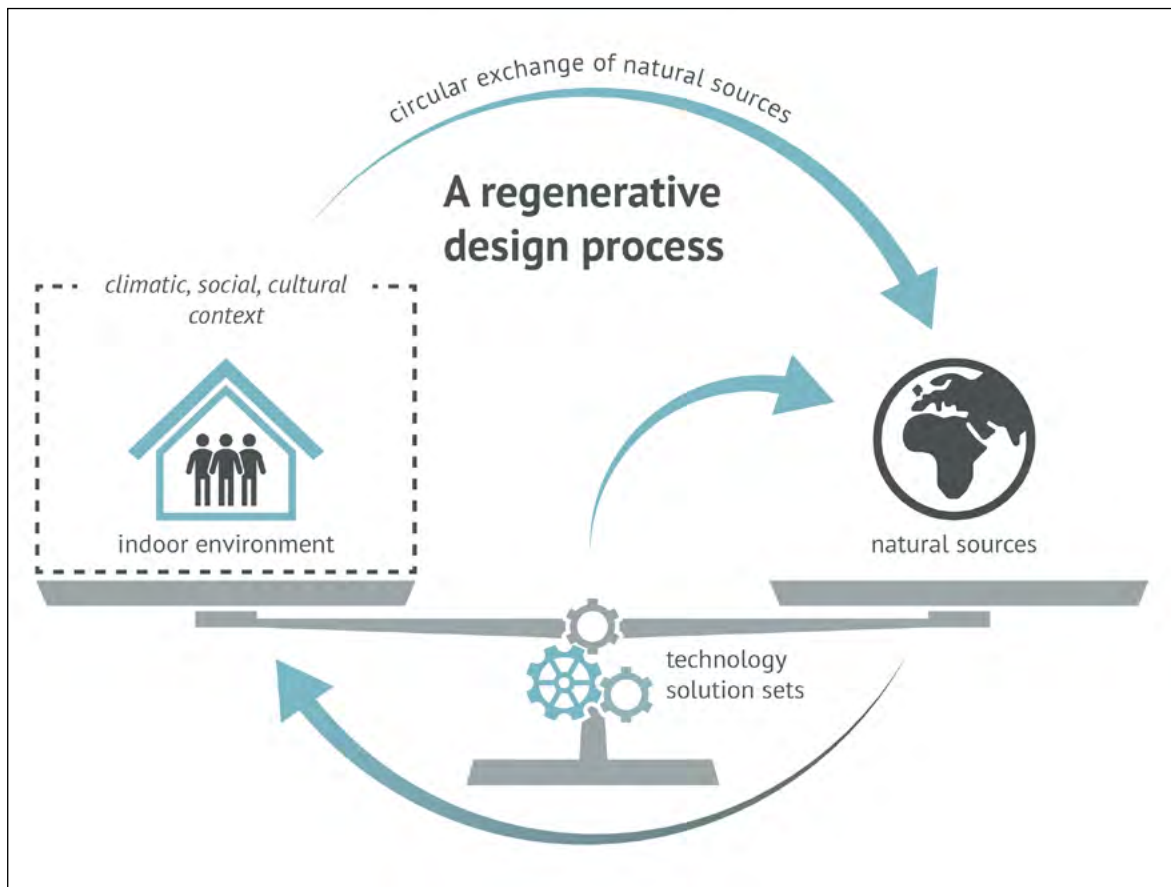 circular exchange of natural sources
A regenerative
design process
climatic, social, cultural
context
indoor environment
natural sources
technology
solution sets